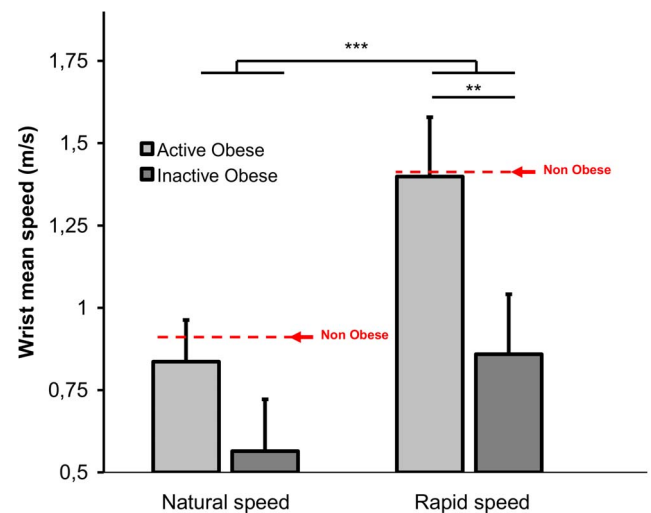 ***
1,75
**
1,5
Active Obese
Inactive Obese
Non Obese
1,25
Wrist mean speed (m/s)
1
Non Obese
0,75
0,5
Natural speed
Rapid speed